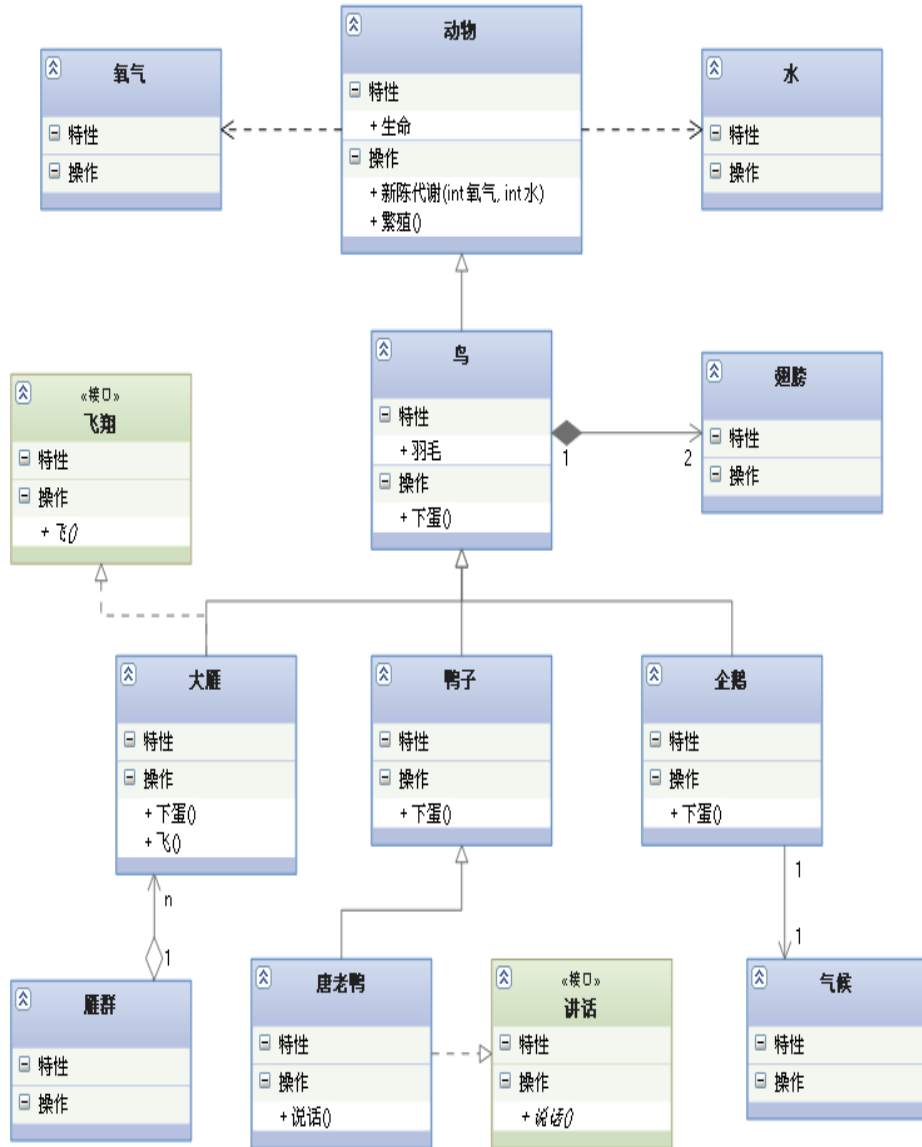 动物
特性
+ 生命
操作
+ 新陈代谢(int氧气, int水)
+ 繁殖()
氧气
特性
操作
水
特性
操作
鸟
特性
+ 羽毛
操作
+ 下蛋()
1
2
翅膀
特性
操作
«接口»
飞翔
特性
操作
+ 飞()
大雁
特性
操作
+ 下蛋()
+ 飞()
鸭子
特性
操作
+ 下蛋()
企鹅
特性
操作
+ 下蛋()
n
1
1
1
雁群
特性
操作
唐老鸭
特性
操作
+ 说话()
«接口»
讲话
特性
操作
+ 说话()
气候
特性
操作